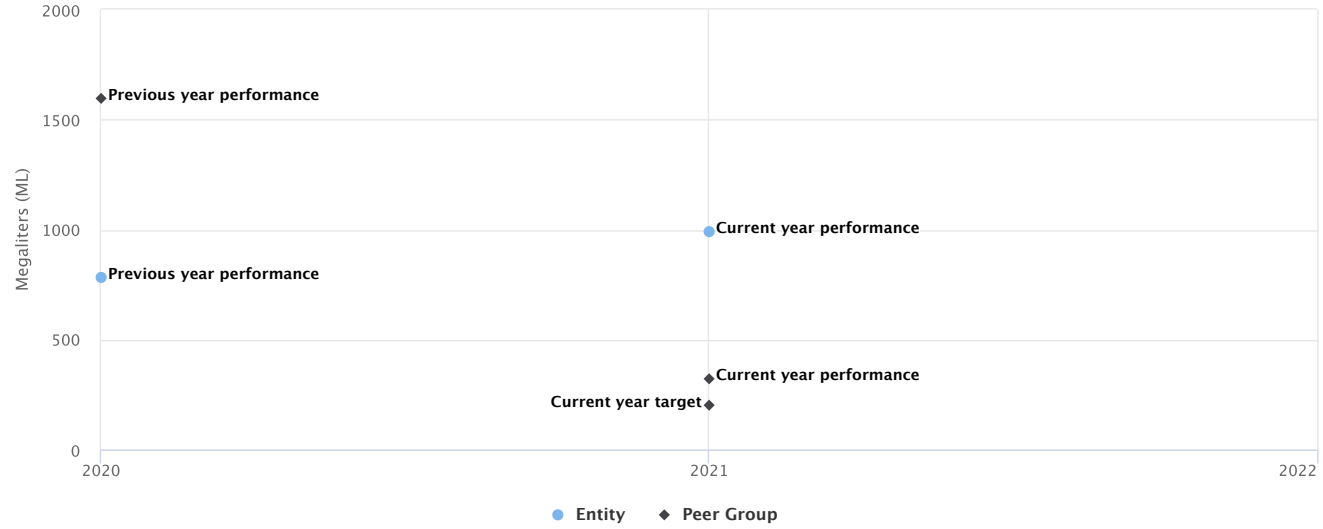 2000
Previous year performance
1500
Megaliters (ML)
1000
Current year performance
Previous year performance
500
Current year performance
Current year target
0
2020
2021
2022
Entity
Peer Group